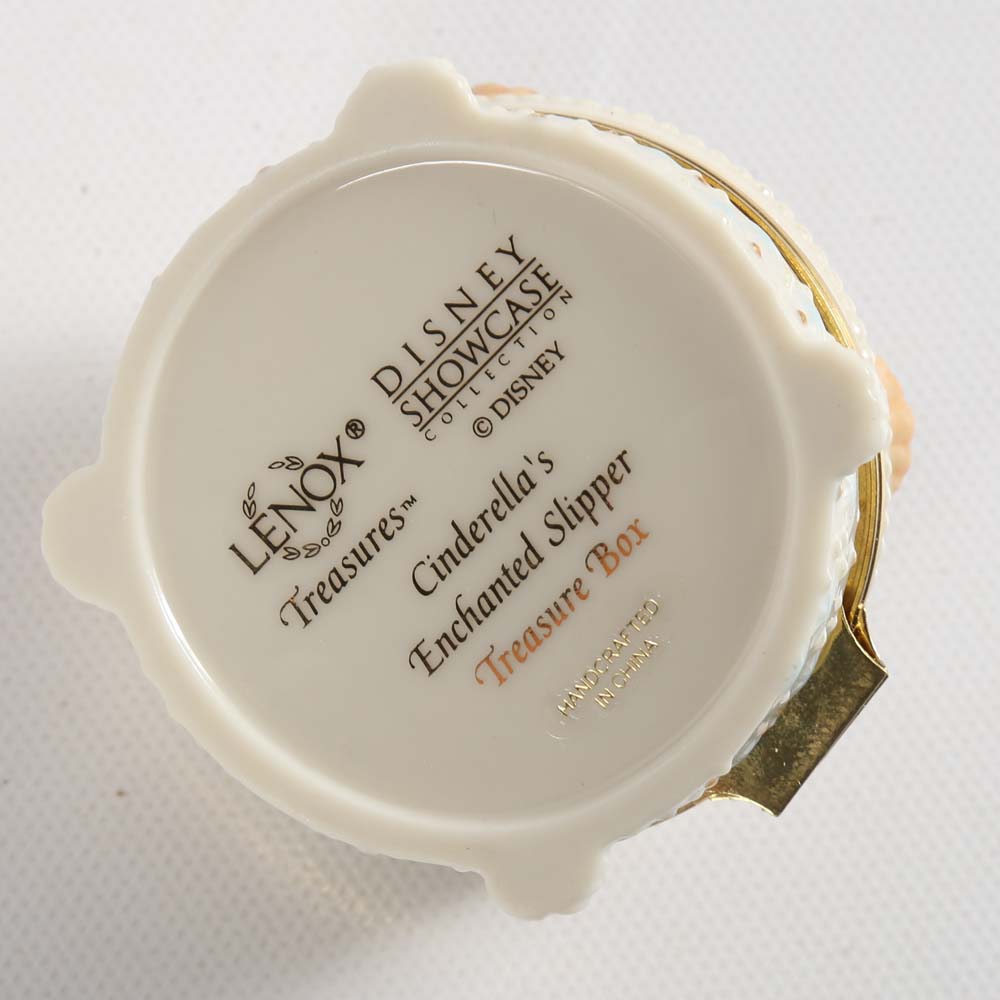 LENOX®
Treasures™
DISNEY
SHOWCASE
COLLECTION
© DISNEY
Cinderella's
Enchanted Slipper
Treasure Box
HANDCRAFTED
IN CHINA